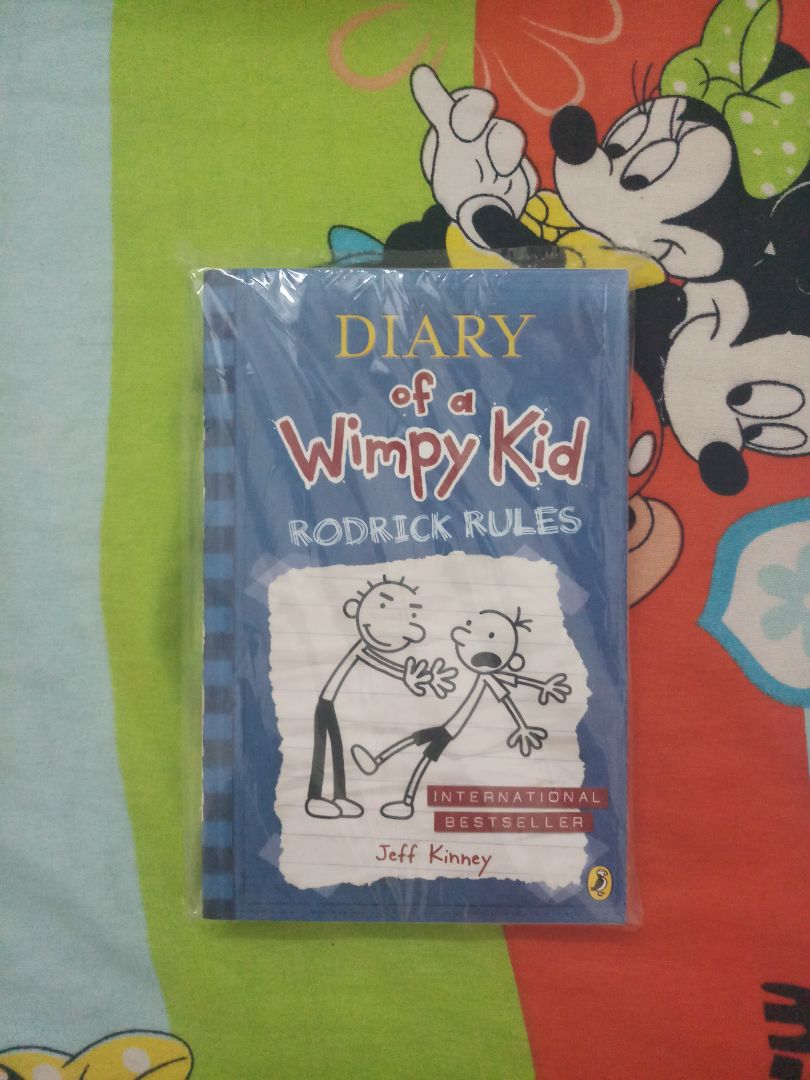 DIARY
of a
Wimpy Kid
RODRICK RULES
INTERNATIONAL
BESTSELLER
Jeff Kinney